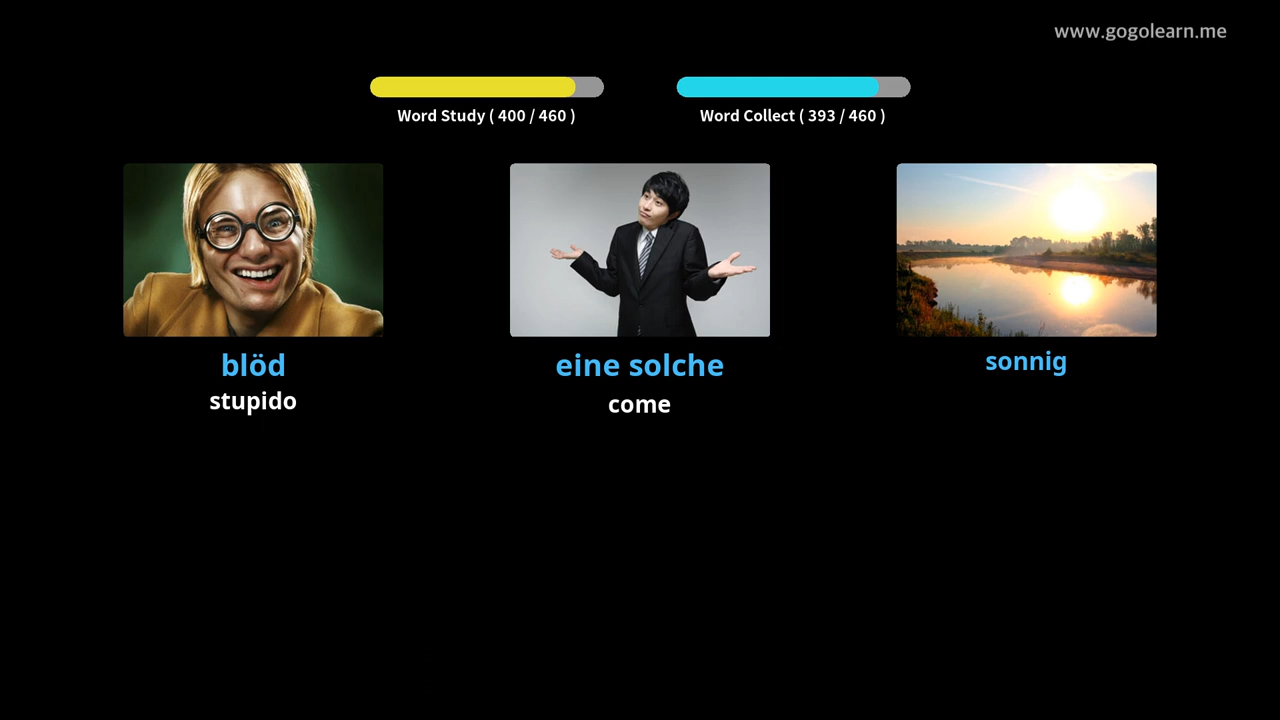 www.gogolearn.me
Word Study ( 400 / 460 )
Word Collect ( 393 / 460 )
blöd
stupido
eine solche
come
sonnig